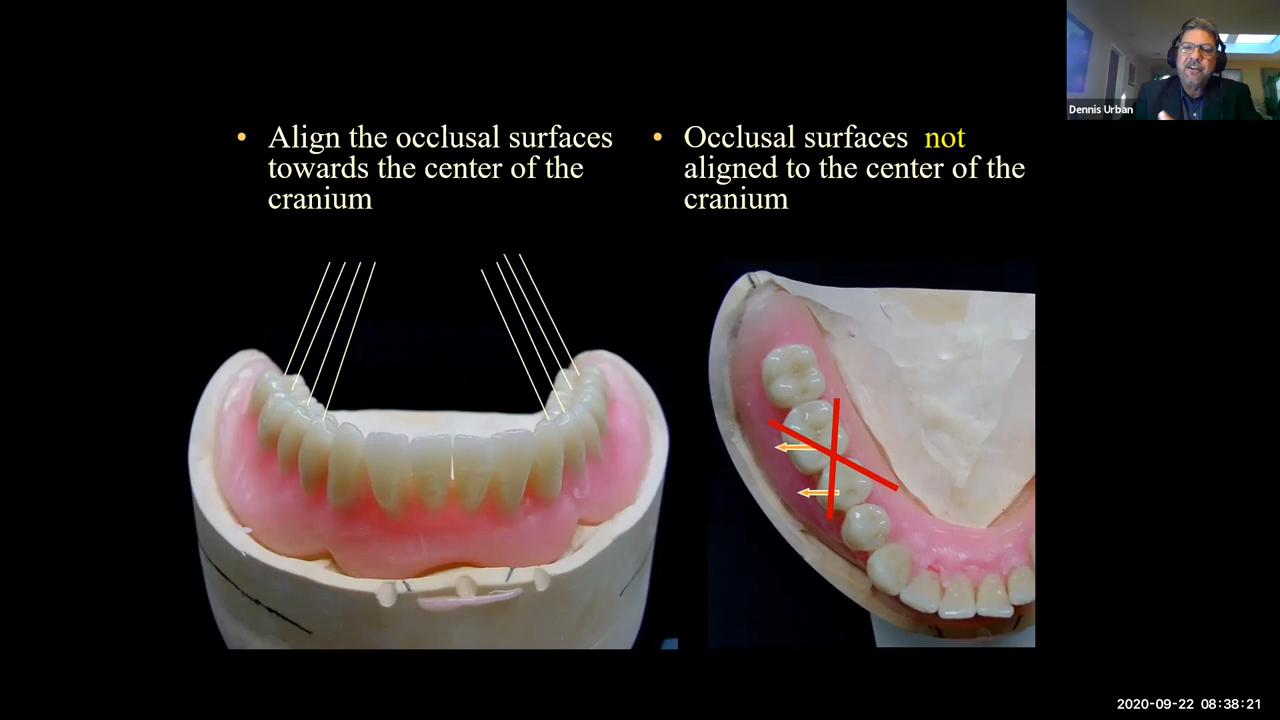 Dennis Urban
• Align the occlusal surfaces
towards the center of the
cranium
• Occlusal surfaces not
aligned to the center of the
cranium
2020-09-22 08:38:21